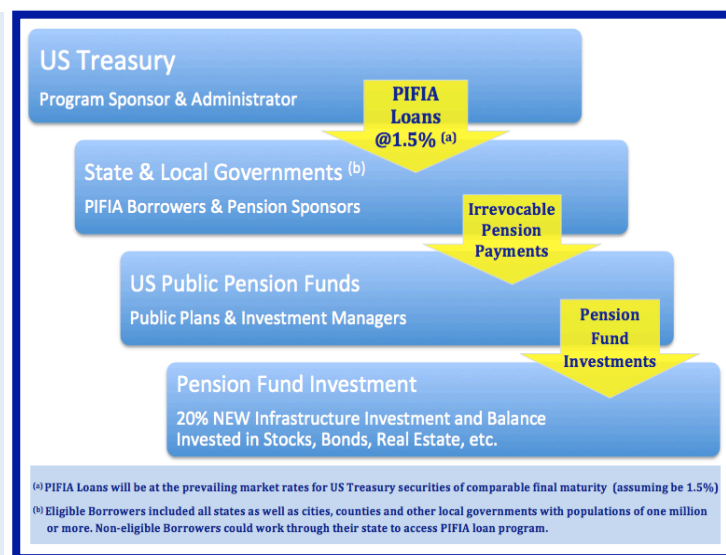 US Treasury
Program Sponsor & Administrator
PIFIA
Loans
@1.5% (a)
State & Local Governments (b)
PIFIA Borrowers & Pension Sponsors
Irrevocable
Pension
Payments
US Public Pension Funds
Public Plans & Investment Managers
Pension
Fund
Investments
Pension Fund Investment
20% NEW Infrastructure Investment and Balance
Invested in Stocks, Bonds, Real Estate, etc.
(a) PIFIA Loans will be at the prevailing market rates for US Treasury securities of comparable final maturity (assuming be 1.5%)
(b) Eligible Borrowers included all states as well as cities, counties and other local governments with populations of one million
or more. Non-eligible Borrowers could work through their state to access PIFIA loan program.